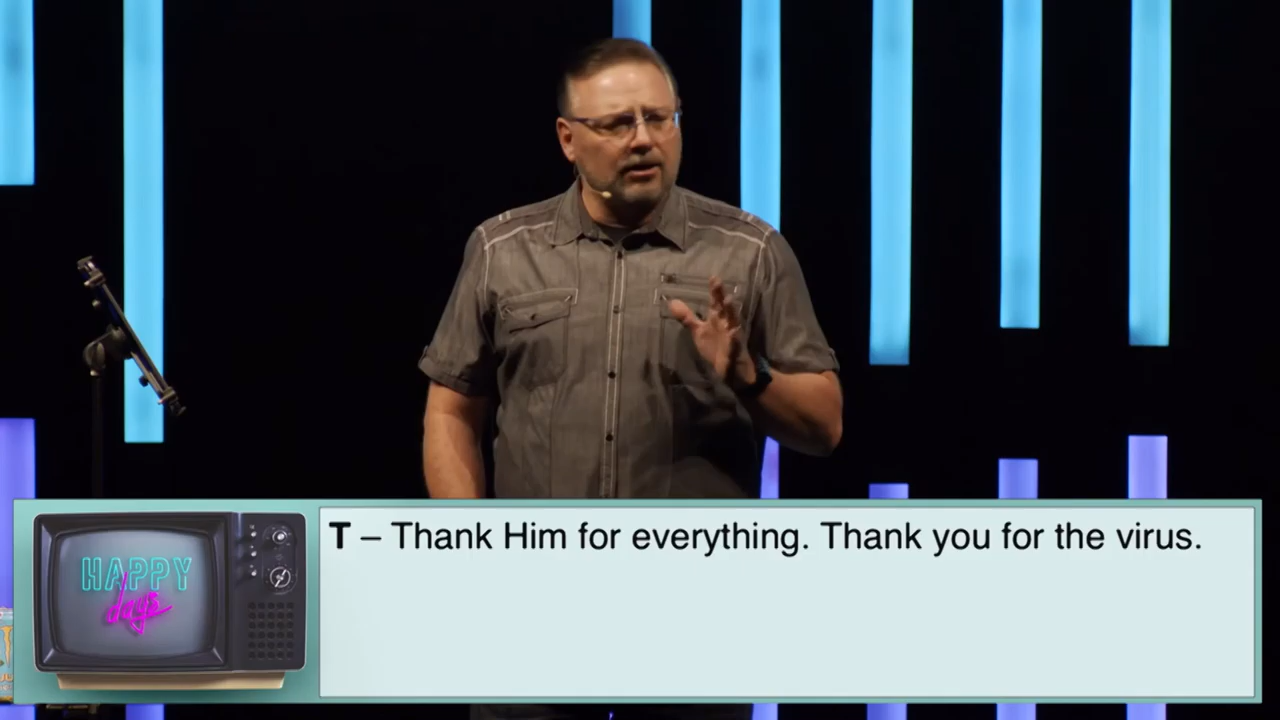 HAPPY
days
T – Thank Him for everything. Thank you for the virus.